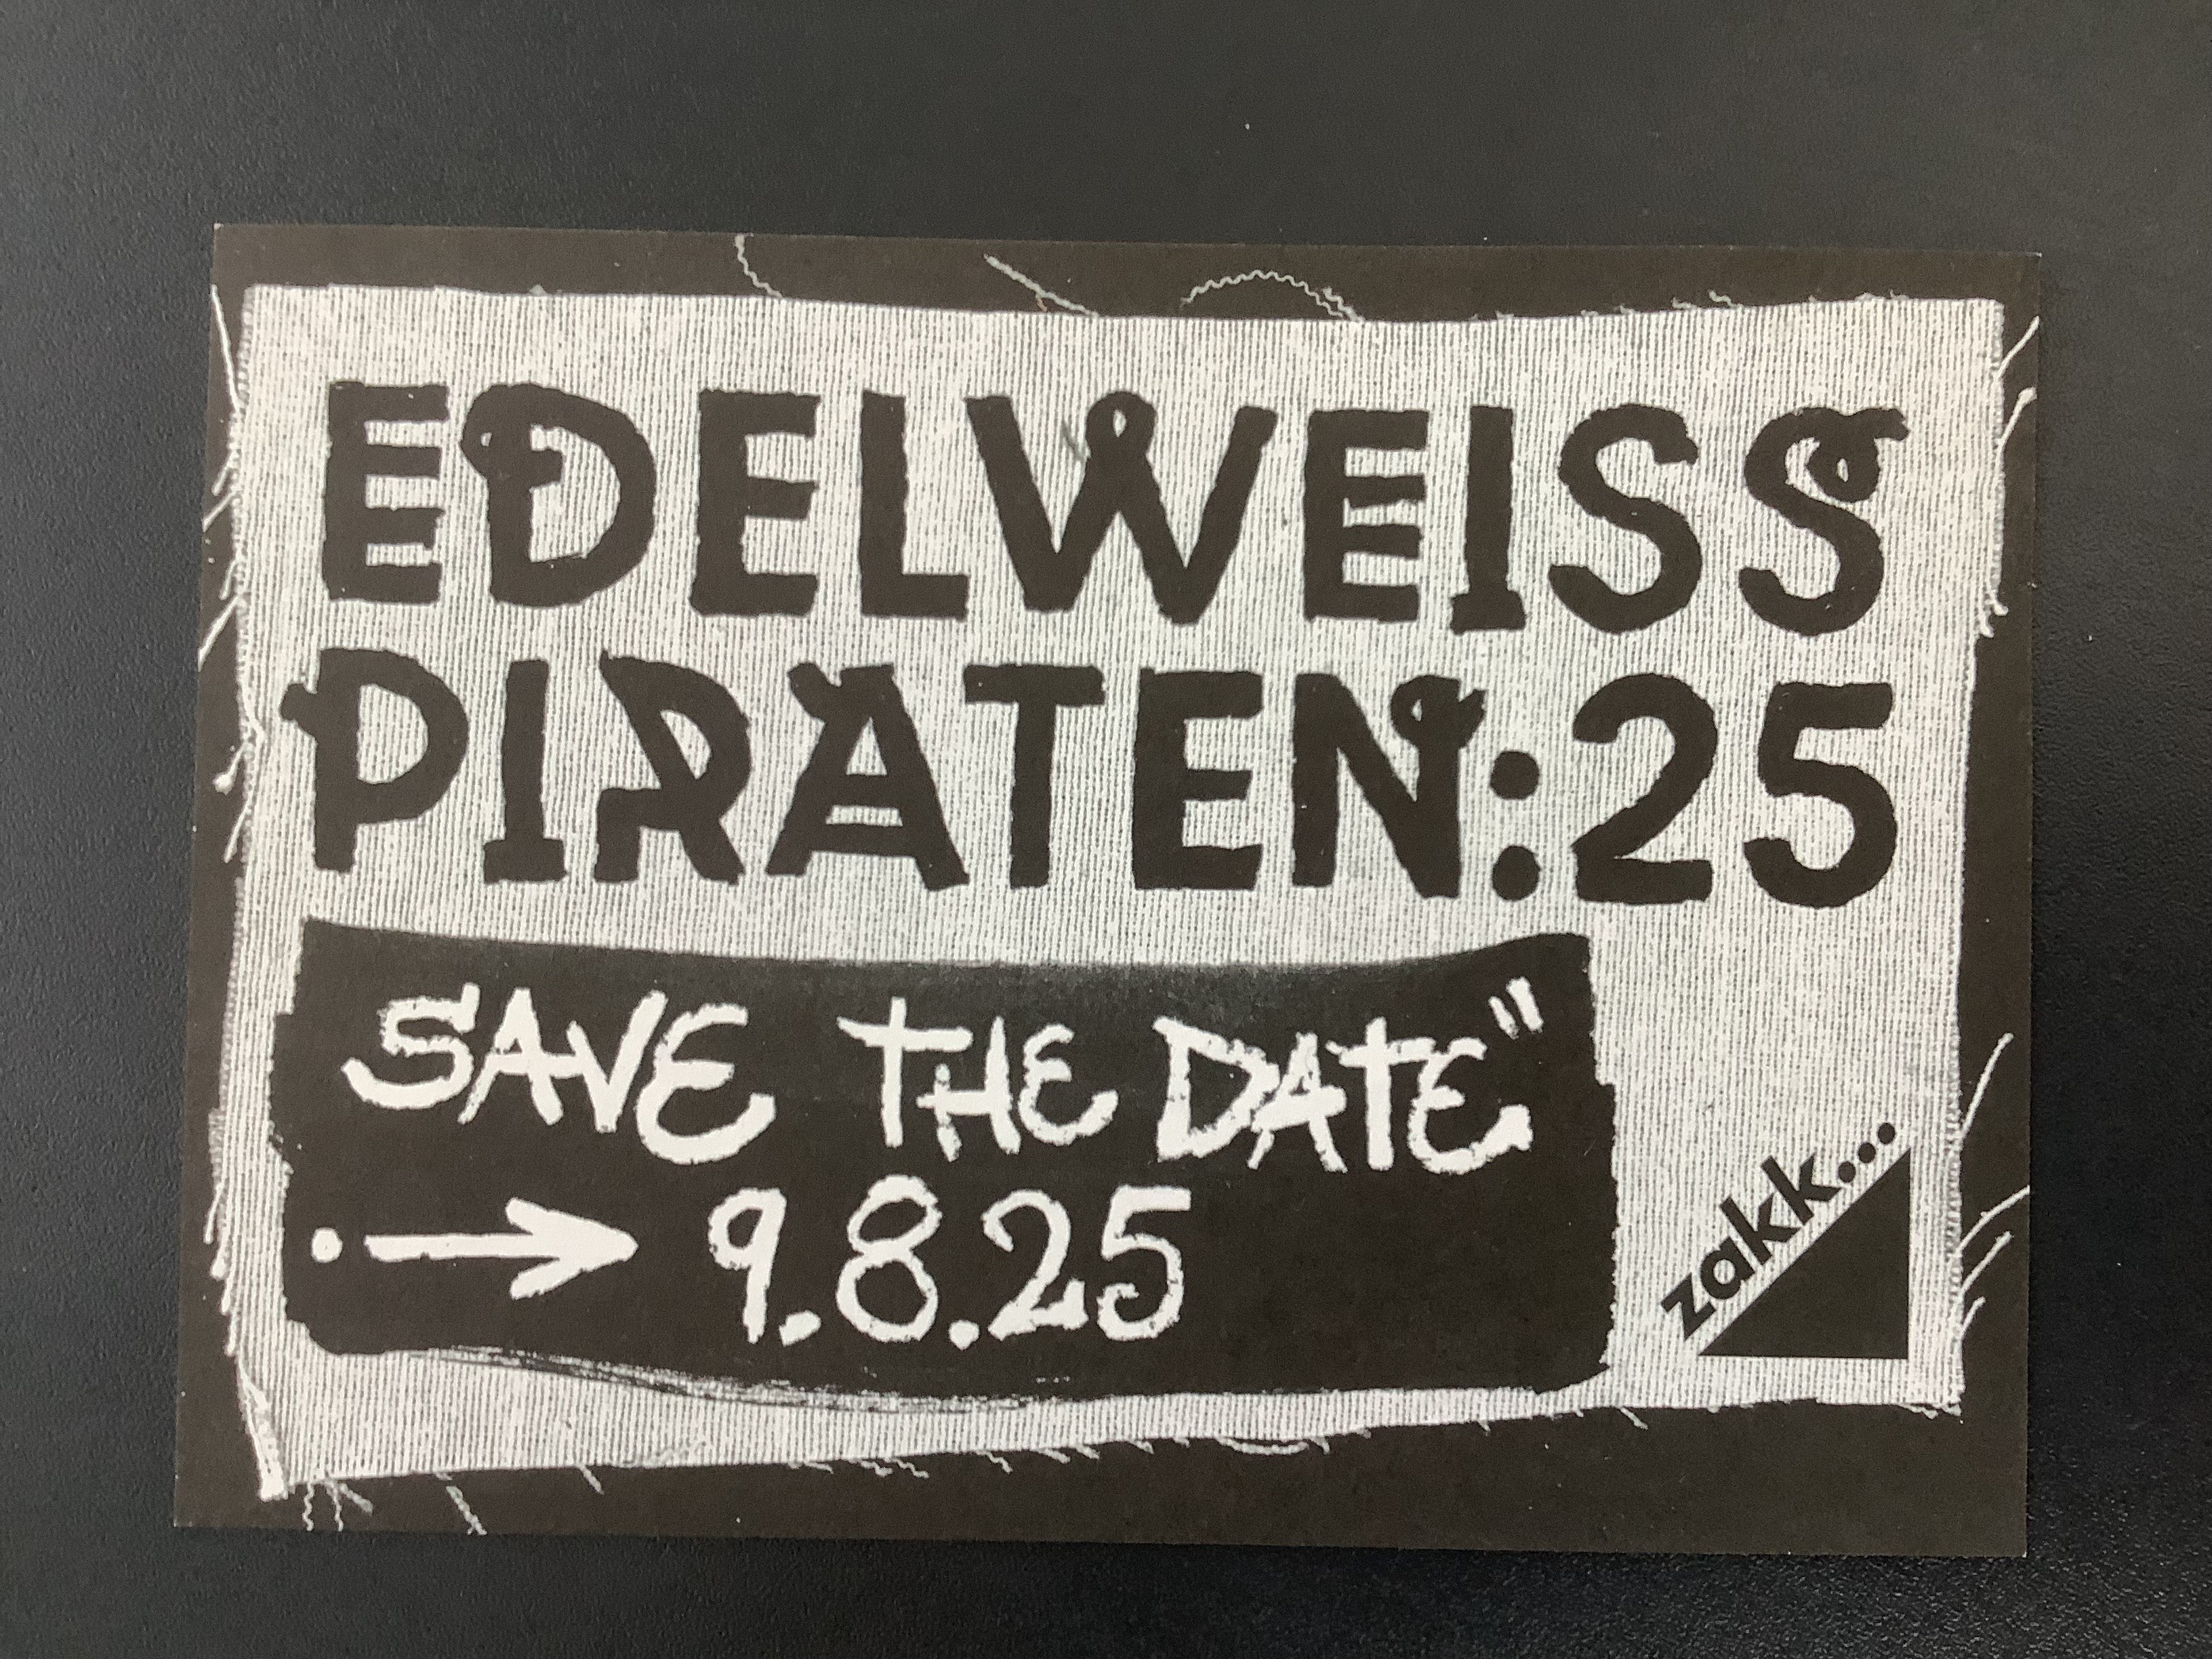 EDELWEISS
PIRATEN:25
SAVE THE DATE"
→ 9.8.25
zakk...